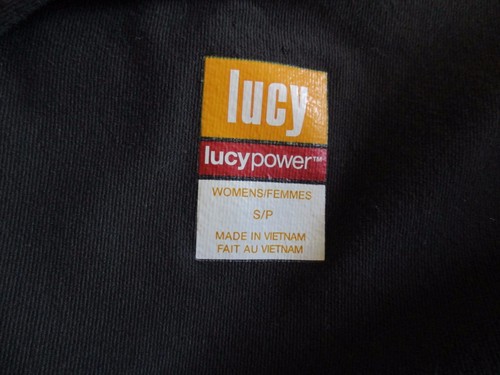 lucy
lucypower™
WOMENS/FEMMES
S/P
MADE IN VIETNAM
FAIT AU VIETNAM